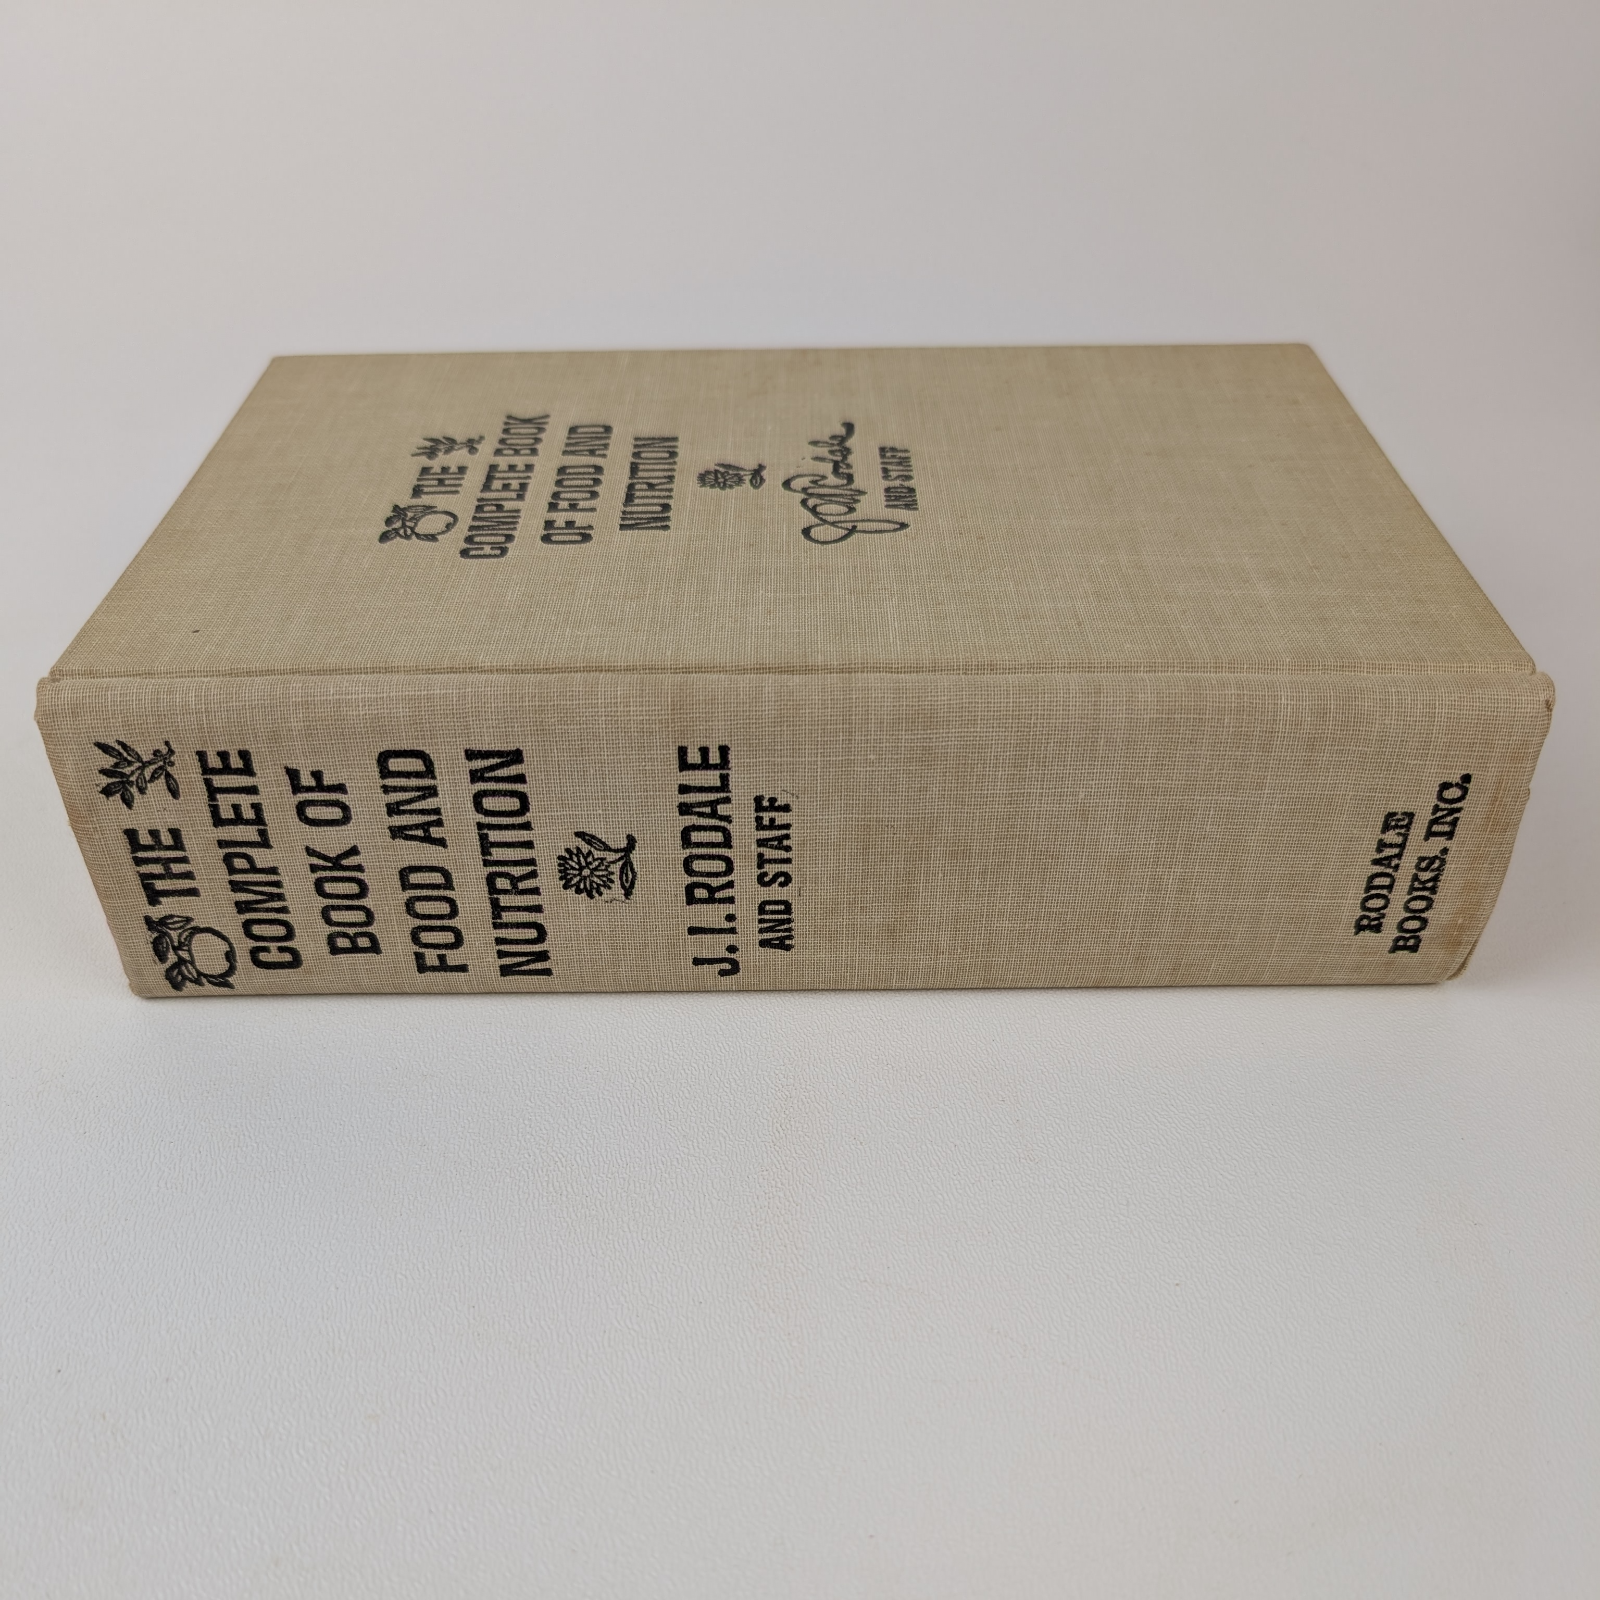 THE
COMPLETE BOOK
OF FOOD AND
NUTRITION
J. I. Rodale
AND STAFF
THE
COMPLETE
BOOK OF
FOOD AND
NUTRITION
J. I. RODALE
AND STAFF
RODALE
BOOKS, INC.